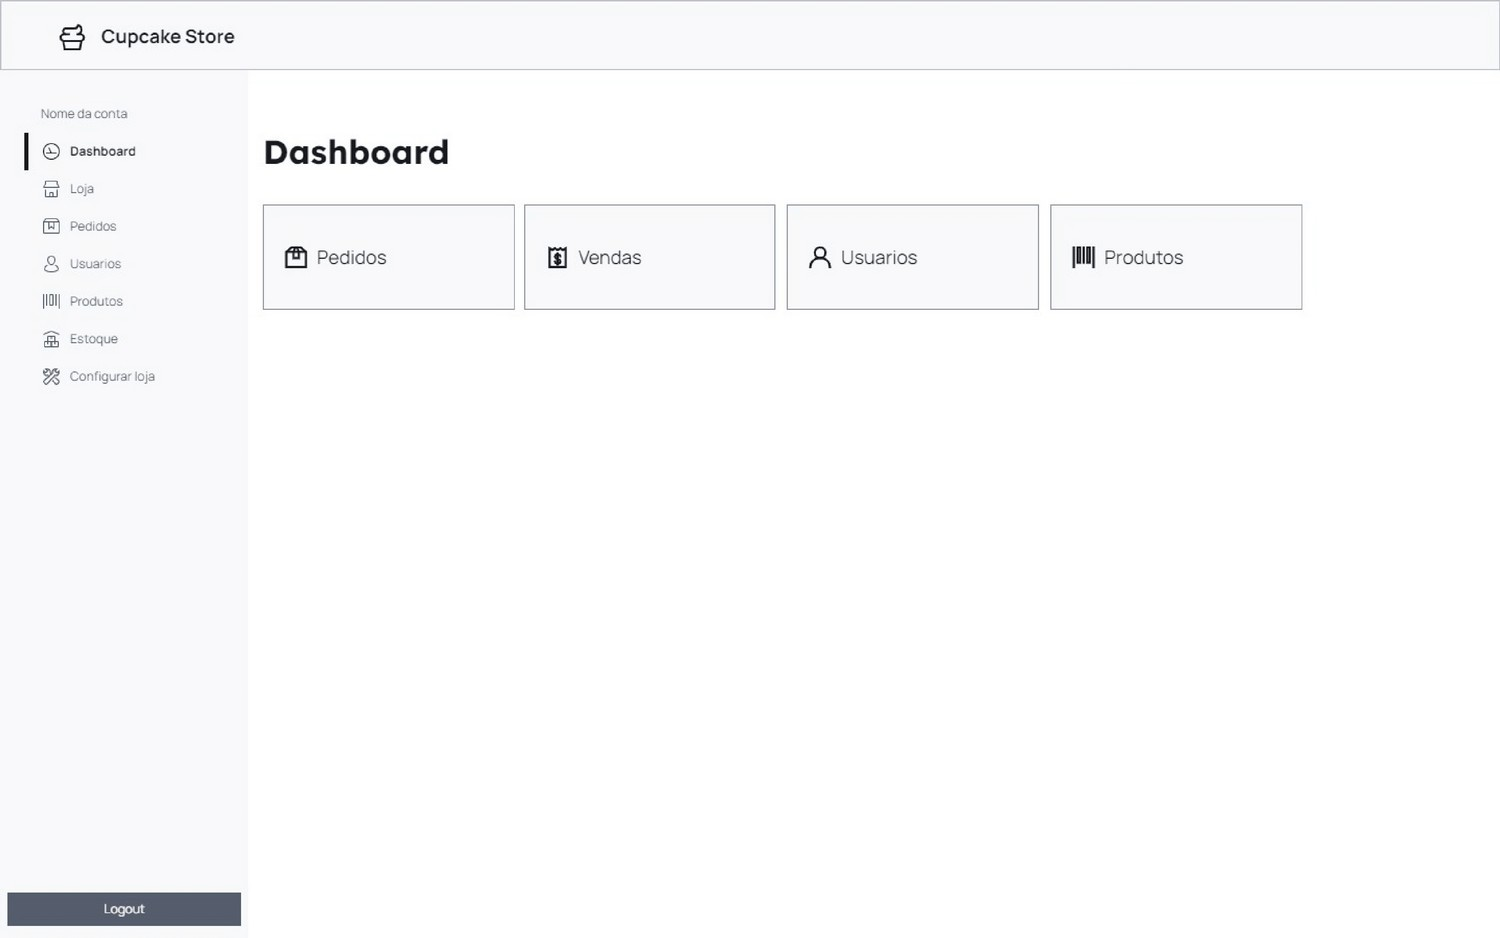 Cupcake Store
Nome da conta
Dashboard
Loja
Pedidos
Usuarios
Produtos
Estoque
Configurar loja
Logout
Dashboard
Pedidos
Vendas
Usuarios
Produtos